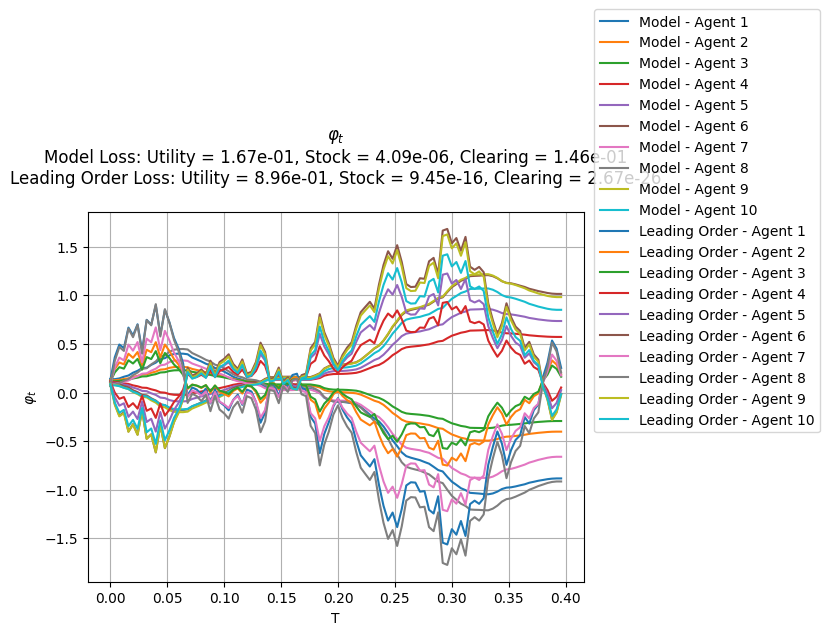 φt
Model Loss: Utility = 1.67e-01, Stock = 4.09e-06, Clearing = 1.46e-01
Leading Order Loss: Utility = 8.96e-01, Stock = 9.45e-16, Clearing = 2.67e-26
Model - Agent 1
Model - Agent 2
Model - Agent 3
Model - Agent 4
Model - Agent 5
Model - Agent 6
Model - Agent 7
Model - Agent 8
Model - Agent 9
Model - Agent 10
Leading Order - Agent 1
Leading Order - Agent 2
Leading Order - Agent 3
Leading Order - Agent 4
Leading Order - Agent 5
Leading Order - Agent 6
Leading Order - Agent 7
Leading Order - Agent 8
Leading Order - Agent 9
Leading Order - Agent 10
φt
1.5
1.0
0.5
0.0
−0.5
−1.0
−1.5
0.00 0.05 0.10 0.15 0.20 0.25 0.30 0.35 0.40
T